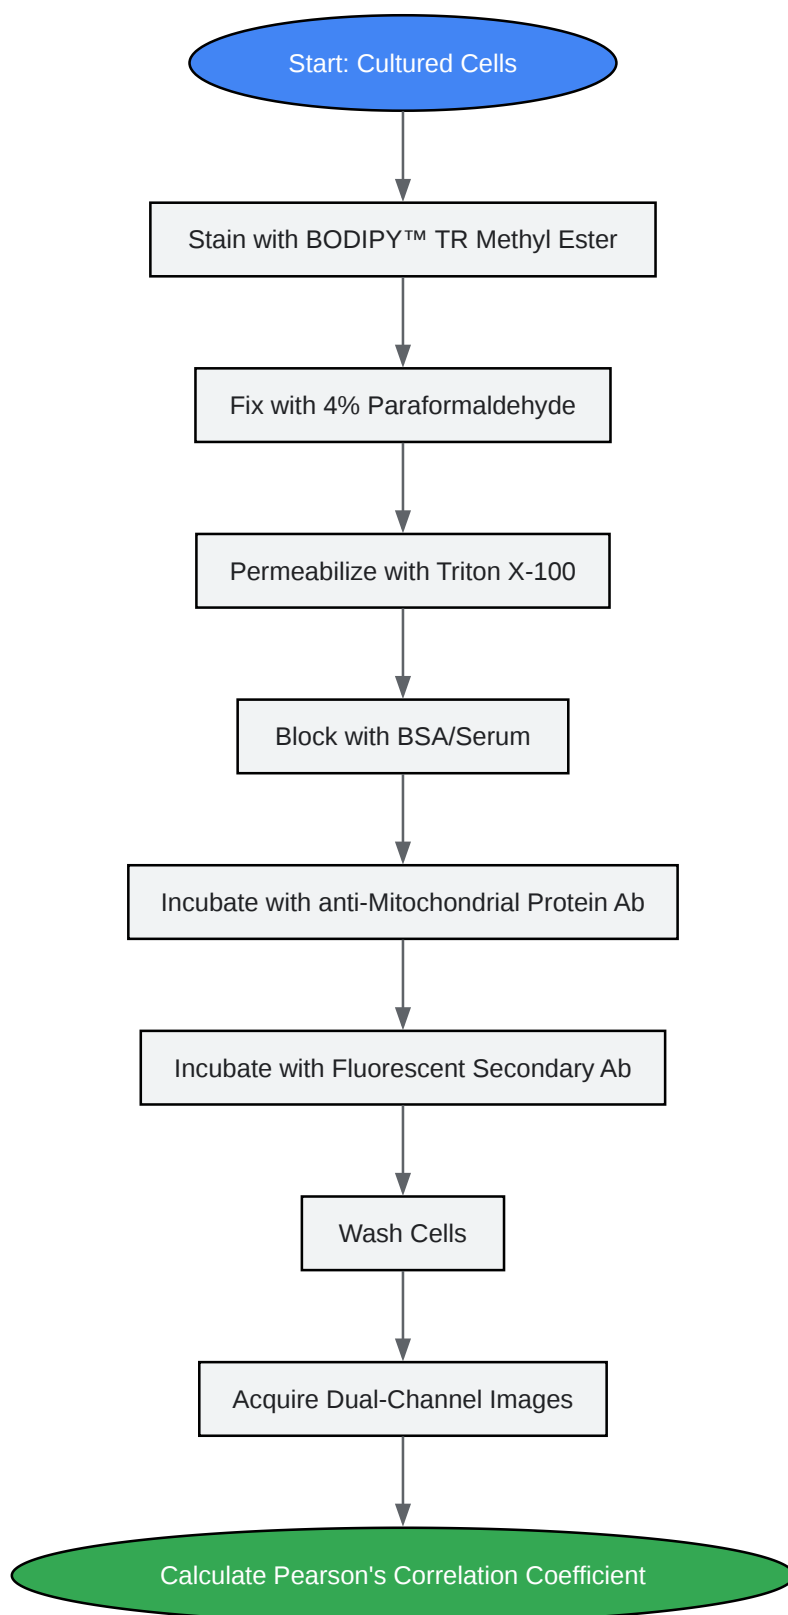 Start: Cultured Cells
Stain with BODIPY™ TR Methyl Ester
Fix with 4% Paraformaldehyde
Permeabilize with Triton X-100
Block with BSA/Serum
Incubate with anti-Mitochondrial Protein Ab
Incubate with Fluorescent Secondary Ab
Wash Cells
Acquire Dual-Channel Images
Calculate Pearson's Correlation Coefficient